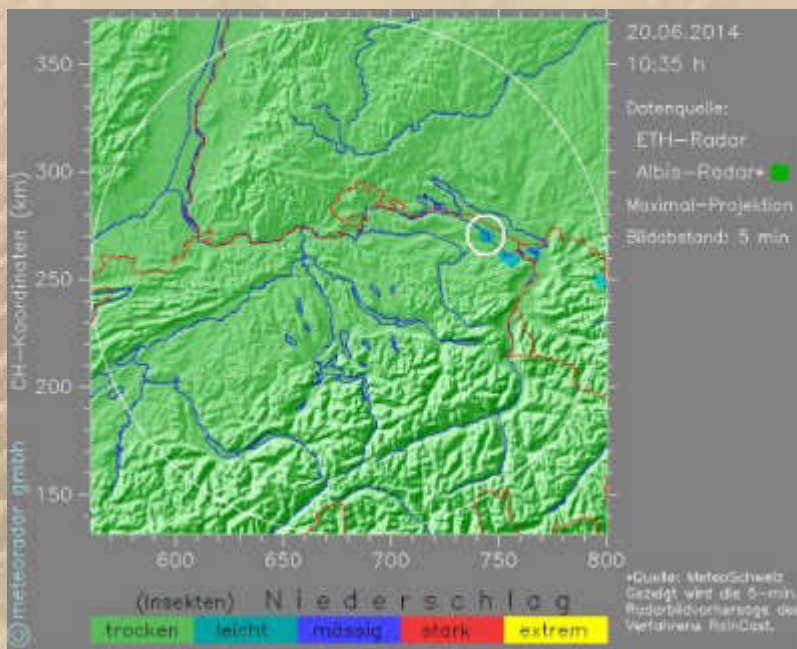 20.06.2014
10:35 h
Datenquelle:
ETH-Radar
Albis-Radar*
Maximal-Projektion
Bildabstand: 5 min
CH-Koordinaten (km)
350
300
250
200
150
600
650
700
750
800
© meteoradar gmbh
(Insekten) Niederschlag
trocken leicht mässig stark extrem
*Quelle: MeteoSchweiz
Gezeigt wird die 5-min.
Radarbildvorhersage des
Verfahrens RainCast.